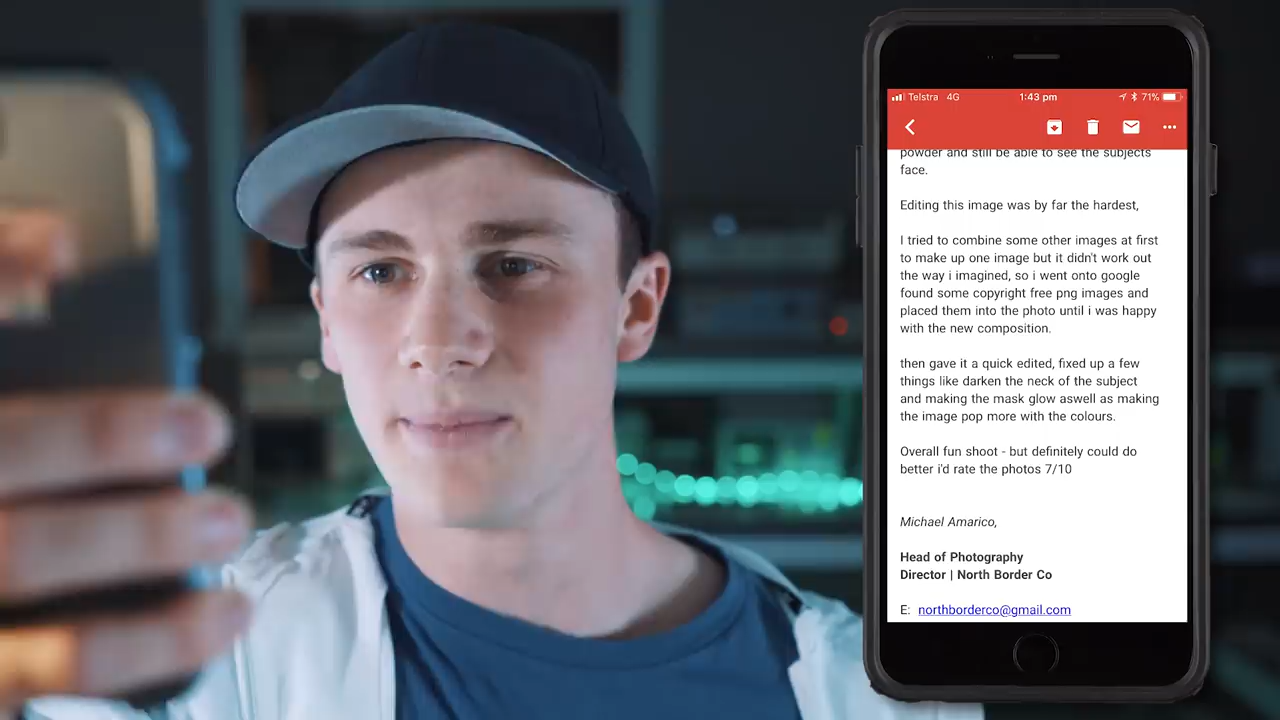 Telstra 4G 1:43 pm 71%
powder and still be able to see the subjects
face.
Editing this image was by far the hardest,
I tried to combine some other images at first
to make up one image but it didn't work out
the way i imagined, so i went onto google
found some copyright free png images and
placed them into the photo until i was happy
with the new composition.
then gave it a quick edited, fixed up a few
things like darken the neck of the subject
and making the mask glow aswell as making
the image pop more with the colours.
Overall fun shoot - but definitely could do
better i'd rate the photos 7/10
Michael Amarico,
Head of Photography
Director | North Border Co
E: northborderco@gmail.com